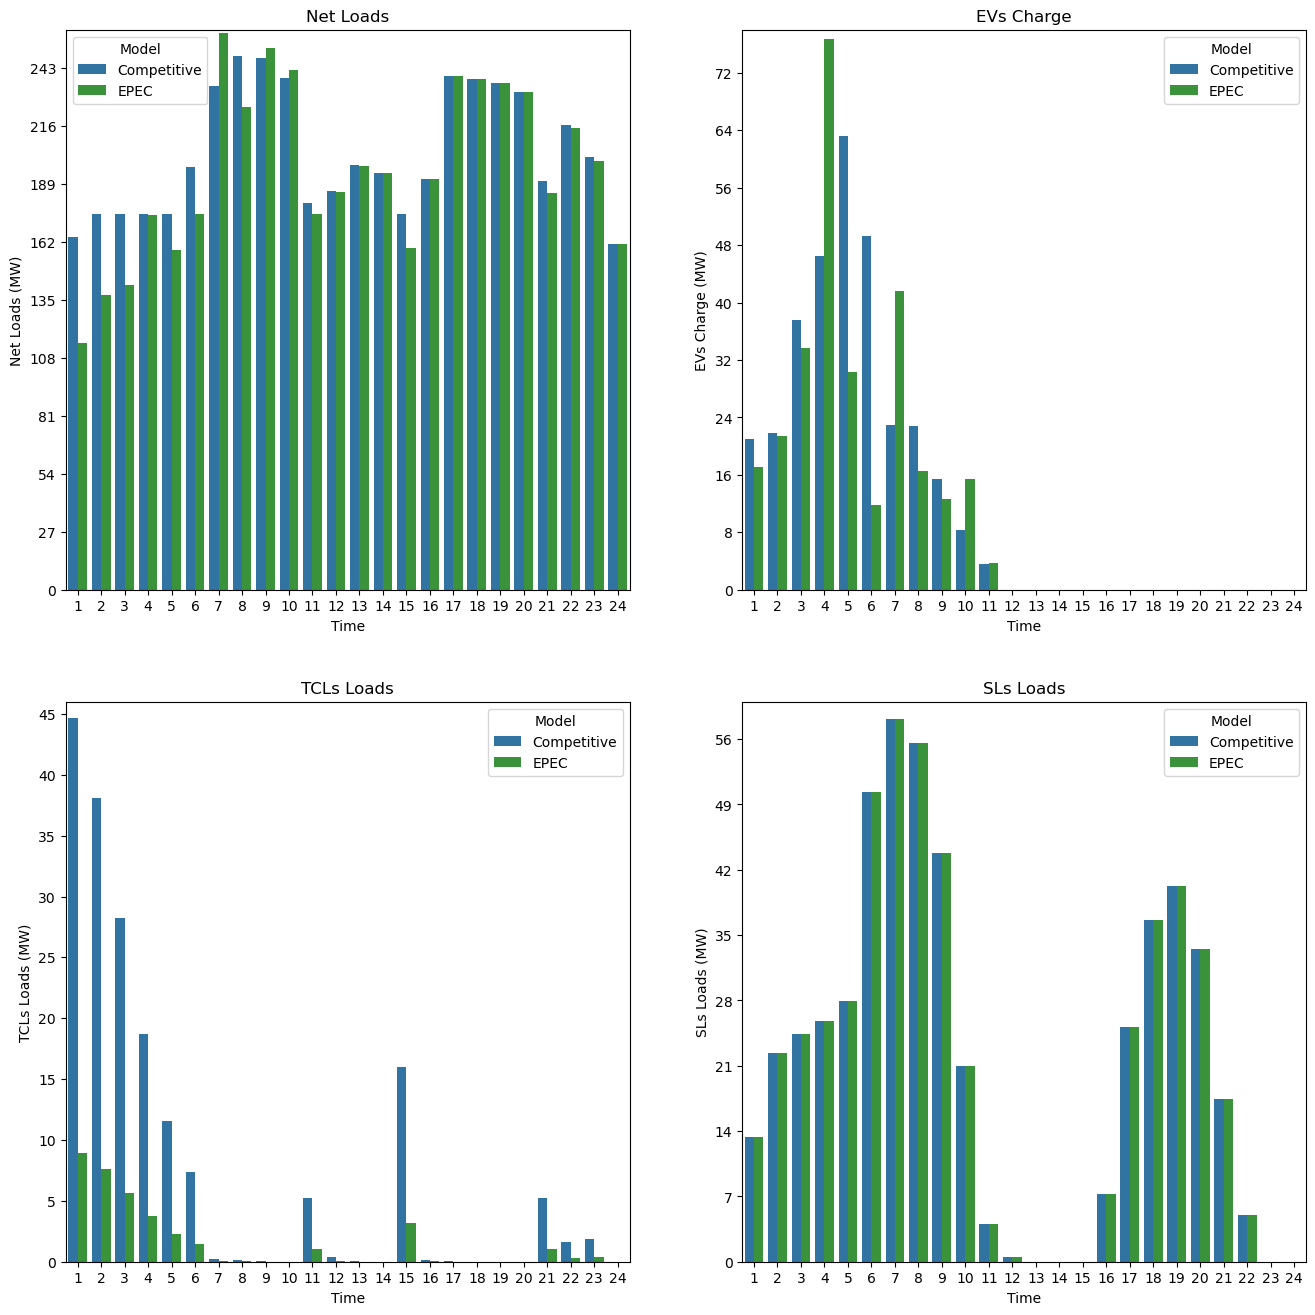 Net Loads
Model
Competitive
EPEC
Net Loads (MW)
243
216
189
162
135
108
81
54
27
0
1 2 3 4 5 6 7 8 9 10 11 12 13 14 15 16 17 18 19 20 21 22 23 24
Time
EVs Charge
Model
Competitive
EPEC
EVs Charge (MW)
72
64
56
48
40
32
24
16
8
0
1 2 3 4 5 6 7 8 9 10 11 12 13 14 15 16 17 18 19 20 21 22 23 24
Time
TCLs Loads
Model
Competitive
EPEC
TCLs Loads (MW)
45
40
35
30
25
20
15
10
5
0
1 2 3 4 5 6 7 8 9 10 11 12 13 14 15 16 17 18 19 20 21 22 23 24
Time
SLs Loads
Model
Competitive
EPEC
SLs Loads (MW)
56
49
42
35
28
21
14
7
0
1 2 3 4 5 6 7 8 9 10 11 12 13 14 15 16 17 18 19 20 21 22 23 24
Time